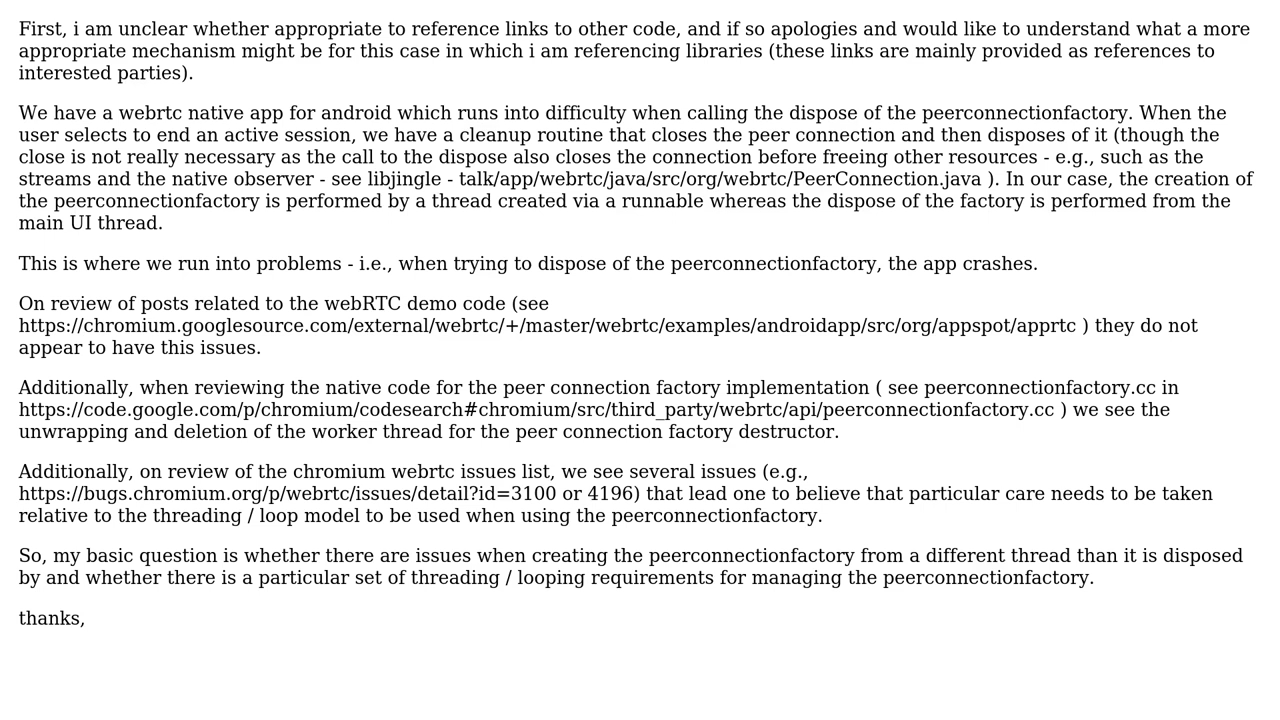 First, i am unclear whether appropriate to reference links to other code, and if so apologies and would like to understand what a more
appropriate mechanism might be for this case in which i am referencing libraries (these links are mainly provided as references to
interested parties).
We have a webrtc native app for android which runs into difficulty when calling the dispose of the peerconnectionfactory. When the
user selects to end an active session, we have a cleanup routine that closes the peer connection and then disposes of it (though the
close is not really necessary as the call to the dispose also closes the connection before freeing other resources - e.g., such as the
streams and the native observer - see libjingle - talk/app/webrtc/java/src/org/webrtc/PeerConnection.java ). In our case, the creation of
the peerconnectionfactory is performed by a thread created via a runnable whereas the dispose of the factory is performed from the
main UI thread.
This is where we run into problems - i.e., when trying to dispose of the peerconnectionfactory, the app crashes.
On review of posts related to the webRTC demo code (see
https://chromium.googlesource.com/external/webrtc/+/master/webrtc/examples/androidapp/src/org/appspot/apprtc ) they do not
appear to have this issues.
Additionally, when reviewing the native code for the peer connection factory implementation ( see peerconnectionfactory.cc in
https://code.google.com/p/chromium/codesearch#chromium/src/third_party/webrtc/api/peerconnectionfactory.cc ) we see the
unwrapping and deletion of the worker thread for the peer connection factory destructor.
Additionally, on review of the chromium webrtc issues list, we see several issues (e.g.,
https://bugs.chromium.org/p/webrtc/issues/detail?id=3100 or 4196) that lead one to believe that particular care needs to be taken
relative to the threading / loop model to be used when using the peerconnectionfactory.
So, my basic question is whether there are issues when creating the peerconnectionfactory from a different thread than it is disposed
by and whether there is a particular set of threading / looping requirements for managing the peerconnectionfactory.
thanks,